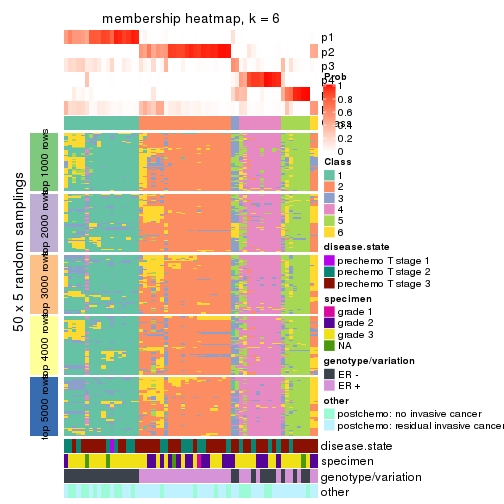 membership heatmap, k = 6
p1
p2
p3
p4
Prob
1
0.8
0.6
0.4
0.2
0
Class
1
2
3
4
5
6
disease.state
prechemo T stage 1
prechemo T stage 2
prechemo T stage 3
specimen
grade 1
grade 2
grade 3
NA
genotype/variation
ER -
ER +
other
postchemo: no invasive cancer
postchemo: residual invasive cancer
50 x 5 random samplings
top 1000 rows
top 2000 rows
top 3000 rows
top 4000 rows
top 5000 rows
disease.state
specimen
genotype/variation
other